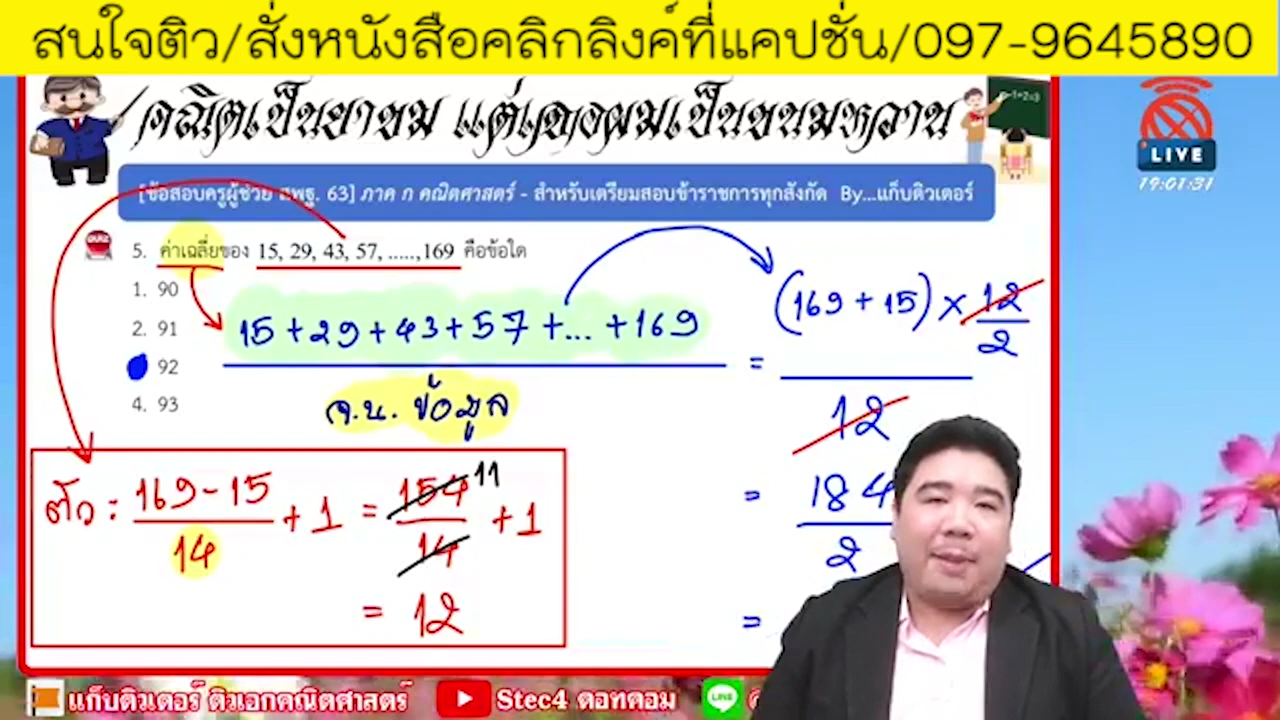 สนใจติว/สั่งหนังสือคลิกลิงค์ที่แคปชั่น/097-9645890
คณิตเป็นยาขม แต่ของผมเป็นขนมหวาน
LIVE
19:01:31
[ข้อสอบครูผู้ช่วย สพฐ. 63] ภาค ก คณิตศาสตร์ - สำหรับเตรียมสอบข้าราชการทุกสังกัด By...แก๊บติวเตอร์
QUIZ
5. ค่าเฉลี่ยของ 15, 29, 43, 57, .....,169 คือข้อใด
1. 90
2. 91
92
4. 93
15+29+43+57+...+169
จ.น. ข้อมูล
= (169+15) × 12/2
12
= 184
2
=
ตัว : 169-15/14 + 1 = 154/14 11 + 1
= 12
แก๊บติวเตอร์ ติวเอกคณิตศาสตร์
Stec4 ดอทคอม
LINE